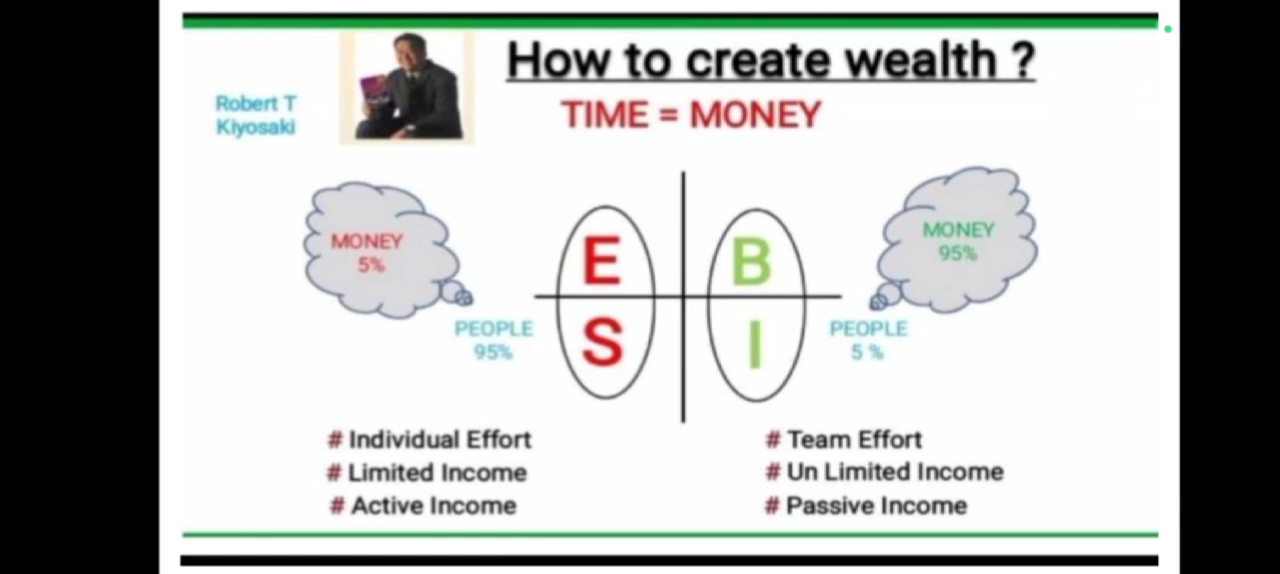 How to create wealth ?
Robert T
Kiyosaki
TIME = MONEY
MONEY
5%
E
B
MONEY
95%
PEOPLE
95%
S
I
PEOPLE
5 %
# Individual Effort
# Limited Income
# Active Income
# Team Effort
# Un Limited Income
# Passive Income